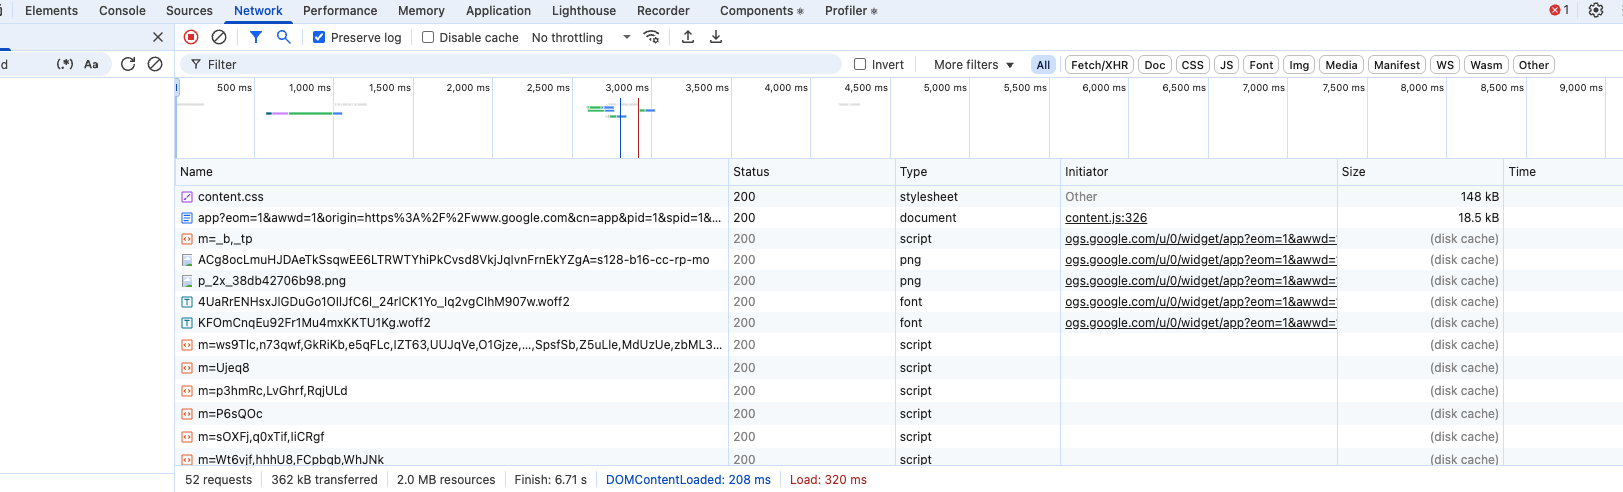 Elements Console Sources Network Performance Memory Application Lighthouse Recorder Components Profiler 1
Preserve log Disable cache No throttling
d (.*) Aa Filter Invert More filters All Fetch/XHR Doc CSS JS Font Img Media Manifest WS Wasm Other
500 ms 1,000 ms 1,500 ms 2,000 ms 2,500 ms 3,000 ms 3,500 ms 4,000 ms 4,500 ms 5,000 ms 5,500 ms 6,000 ms 6,500 ms 7,000 ms 7,500 ms 8,000 ms 8,500 ms 9,000 ms
Name Status Type Initiator Size Time
content.css 200 stylesheet Other 148 kB
app?eom=1&awwd=1&origin=https%3A%2F%2Fwww.google.com&cn=app&pid=1&spid=1&... 200 document content.js:326 18.5 kB
m=_b,_tp 200 script ogs.google.com/u/0/widget/app?eom=1&awwd= (disk cache)
ACg8ocLmuHJDAeTkSsqwEE6LTRWTYhiPkCvsd8VkjJqlvnFrnEkYZgA=s128-b16-cc-rp-mo 200 png ogs.google.com/u/0/widget/app?eom=1&awwd= (disk cache)
p_2x_38db42706b98.png 200 png ogs.google.com/u/0/widget/app?eom=1&awwd= (disk cache)
4UaRrENHsxJlGDuGo1OIlJfC6l_24rlCK1Yo_Iq2vgCIhM907w.woff2 200 font ogs.google.com/u/0/widget/app?eom=1&awwd= (disk cache)
KFOmCnqEu92Fr1Mu4mxKKTU1Kg.woff2 200 font ogs.google.com/u/0/widget/app?eom=1&awwd= (disk cache)
m=ws9Tlc,n73qwf,GkRiKb,e5qFLc,IZT63,UUJqVe,O1Gjze,...,SpsfSb,Z5uLle,MdUzUe,zbML3... 200 script (disk cache)
m=Ujeq8 200 script (disk cache)
m=p3hmRc,LvGhrf,RqjULd 200 script (disk cache)
m=P6sQOc 200 script (disk cache)
m=sOXFj,q0xTif,liCRgf 200 script (disk cache)
m=Wt6vjf,hhhU8,FCpbqb,WhJNk 200 script (disk cache)
52 requests 362 kB transferred 2.0 MB resources Finish: 6.71 s DOMContentLoaded: 208 ms Load: 320 ms